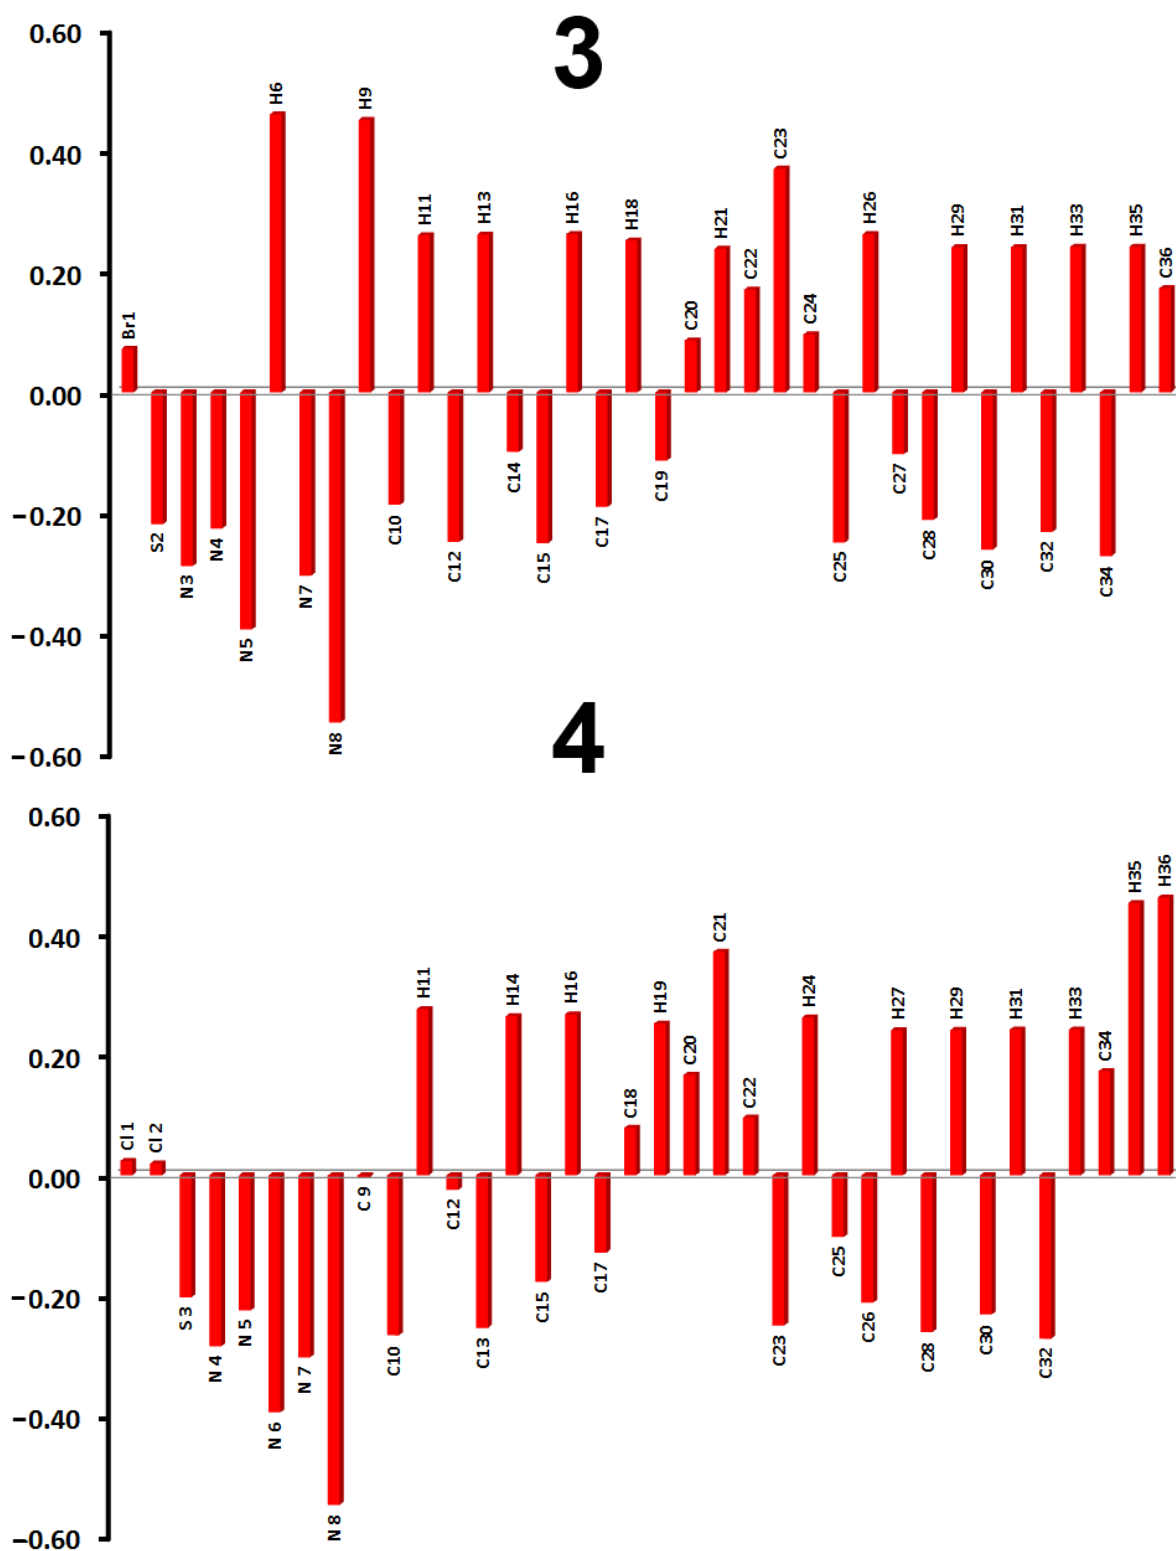 3
0.60
0.40
0.20
0.00
−0.20
−0.40
−0.60
Br1
S2
N3
N4
N5
H6
N7
N8
H9
C10
H11
C12
H13
C14
C15
H16
C17
H18
C19
C20
H21
C22
C23
C24
C25
H26
C27
C28
H29
C30
H31
C32
H33
C34
H35
C36
4
0.60
0.40
0.20
0.00
−0.20
−0.40
−0.60
Cl 1
Cl 2
S 3
N 4
N 5
N 6
N 7
N 8
C 9
C10
H11
C12
C13
H14
C15
H16
C17
C18
H19
C20
C21
C22
C23
H24
C25
C26
H27
C28
H29
C30
H31
C32
H33
C34
H35
H36